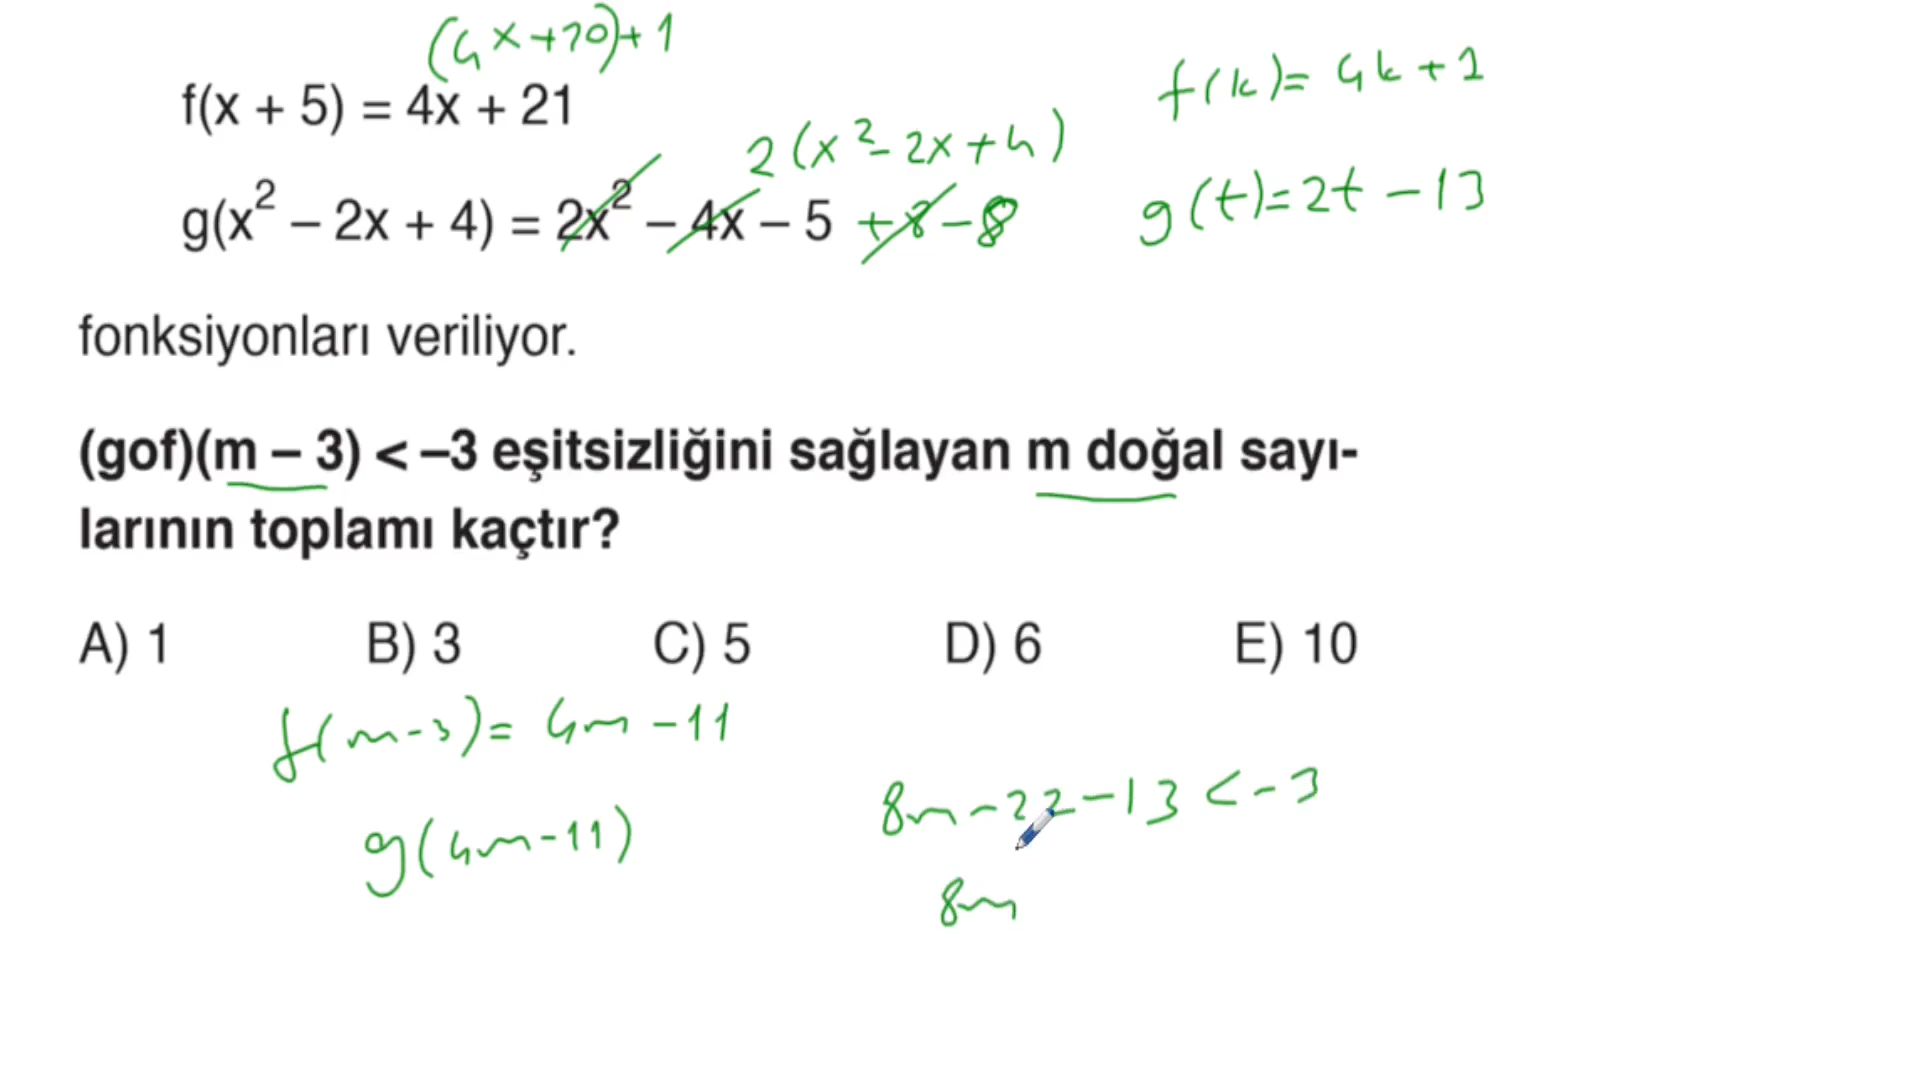 (4x+20)+1
f(k)=4k+1
f(x + 5) = 4x + 21
2(x²-2x+4)
g(t)=2t-13
g(x² – 2x + 4) = 2x² – 4x – 5 +8-8
fonksiyonları veriliyor.
(gof)(m – 3) < –3 eşitsizliğini sağlayan m doğal sayı-
larının toplamı kaçtır?
A) 1 B) 3 C) 5 D) 6 E) 10
f(m-3)= 4m-11
8m-22-13<-3
g(4m-11)
8m